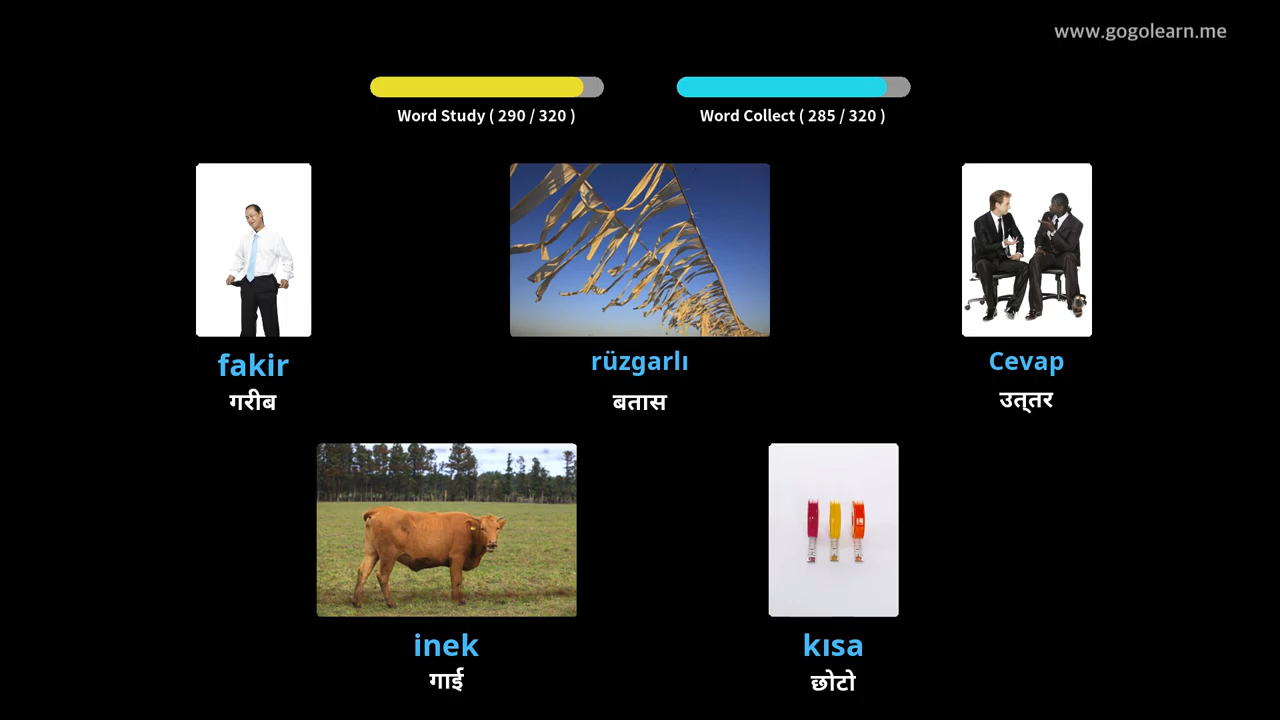 www.gogolearn.me
Word Study ( 290 / 320 )
Word Collect ( 285 / 320 )
fakir
गरीब
rüzgarlı
बतास
Cevap
उत्तर
inek
गाई
kısa
छोटो